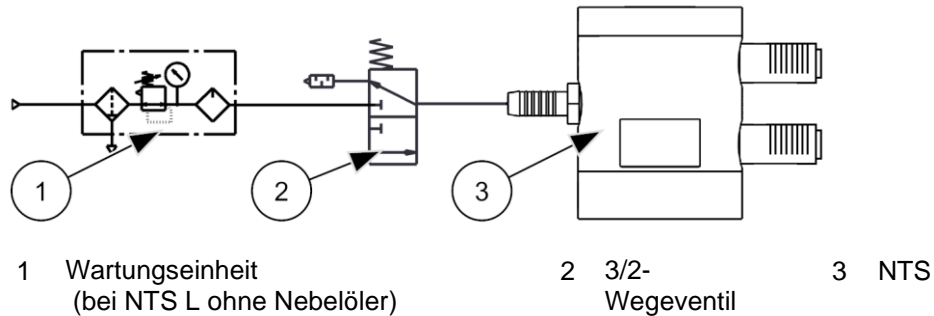 1
2
3
1 Wartungseinheit
(bei NTS L ohne Nebelöler)
2 3/2-
Wegeventil
3 NTS